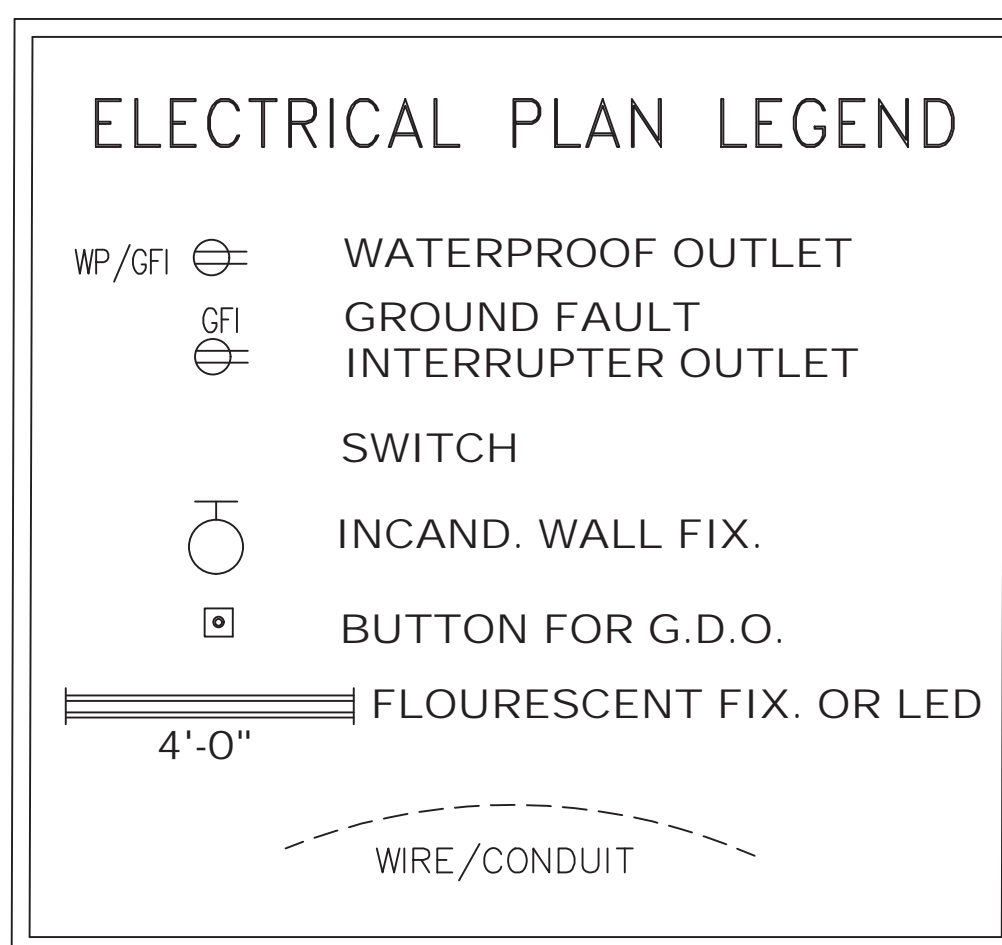 ELECTRICAL PLAN LEGEND
WP/GFI WATERPROOF OUTLET
GFI GROUND FAULT
INTERRUPTER OUTLET
SWITCH
INCAND. WALL FIX.
BUTTON FOR G.D.O.
FLOURESCENT FIX. OR LED
4'-0"
WIRE/CONDUIT